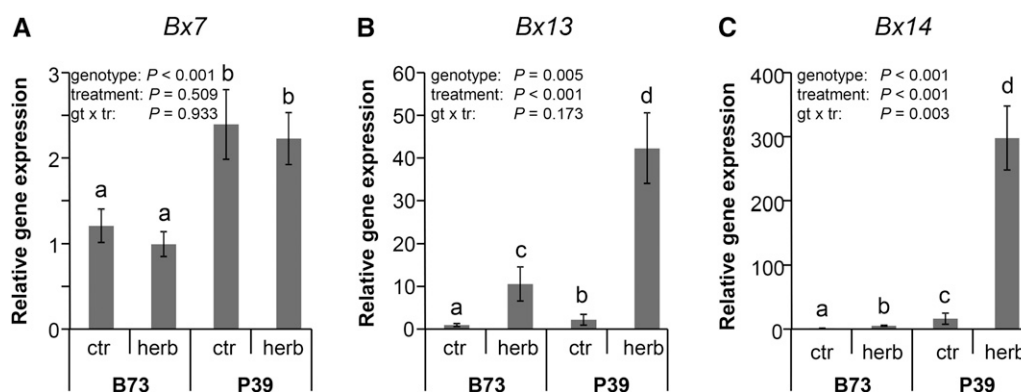 A
Bx7
Relative gene expression
genotype: P < 0.001
treatment: P = 0.509
gt x tr: P = 0.933
3
2
1
0
a
a
b
b
ctr
herb
ctr
herb
B73
P39
B
Bx13
Relative gene expression
genotype: P = 0.005
treatment: P < 0.001
gt x tr: P = 0.173
60
50
40
30
20
10
0
a
c
b
d
ctr
herb
ctr
herb
B73
P39
C
Bx14
Relative gene expression
genotype: P < 0.001
treatment: P < 0.001
gt x tr: P = 0.003
400
300
200
100
0
a
b
c
d
ctr
herb
ctr
herb
B73
P39